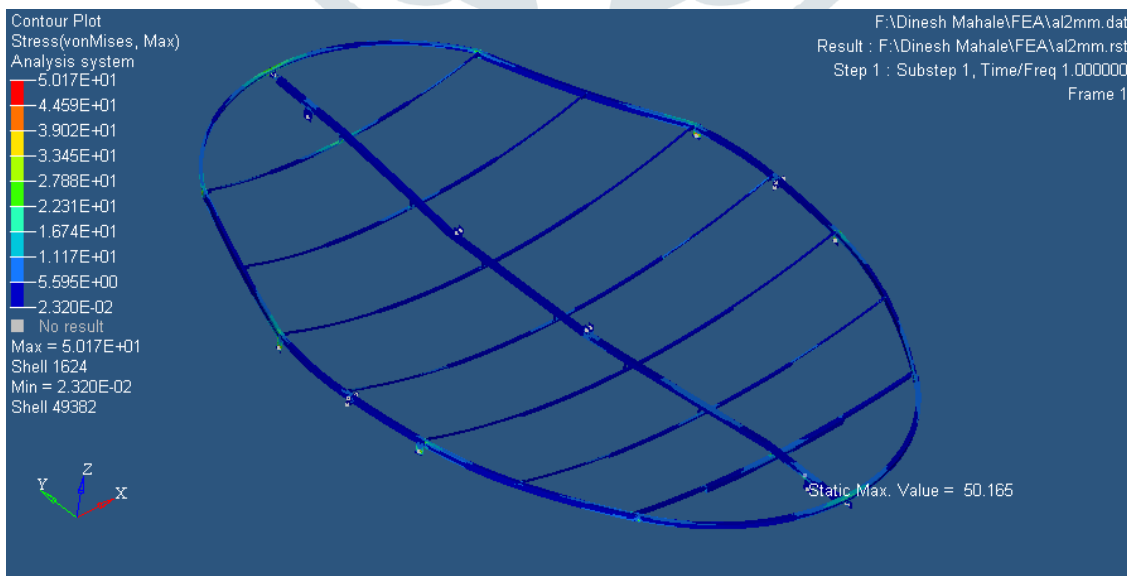 Contour Plot
Stress(vonMises, Max)
Analysis system
5.017E+01
4.459E+01
3.902E+01
3.345E+01
2.788E+01
2.231E+01
1.674E+01
1.117E+01
5.595E+00
2.320E-02
No result
Max = 5.017E+01
Shell 1624
Min = 2.320E-02
Shell 49382
F:\Dinesh Mahale\FEA\al2mm.dat
Result : F:\Dinesh Mahale\FEA\al2mm.rst
Step 1 : Substep 1, Time/Freq 1.000000
Frame 1
Z
Y
X
Static Max. Value = 50.165